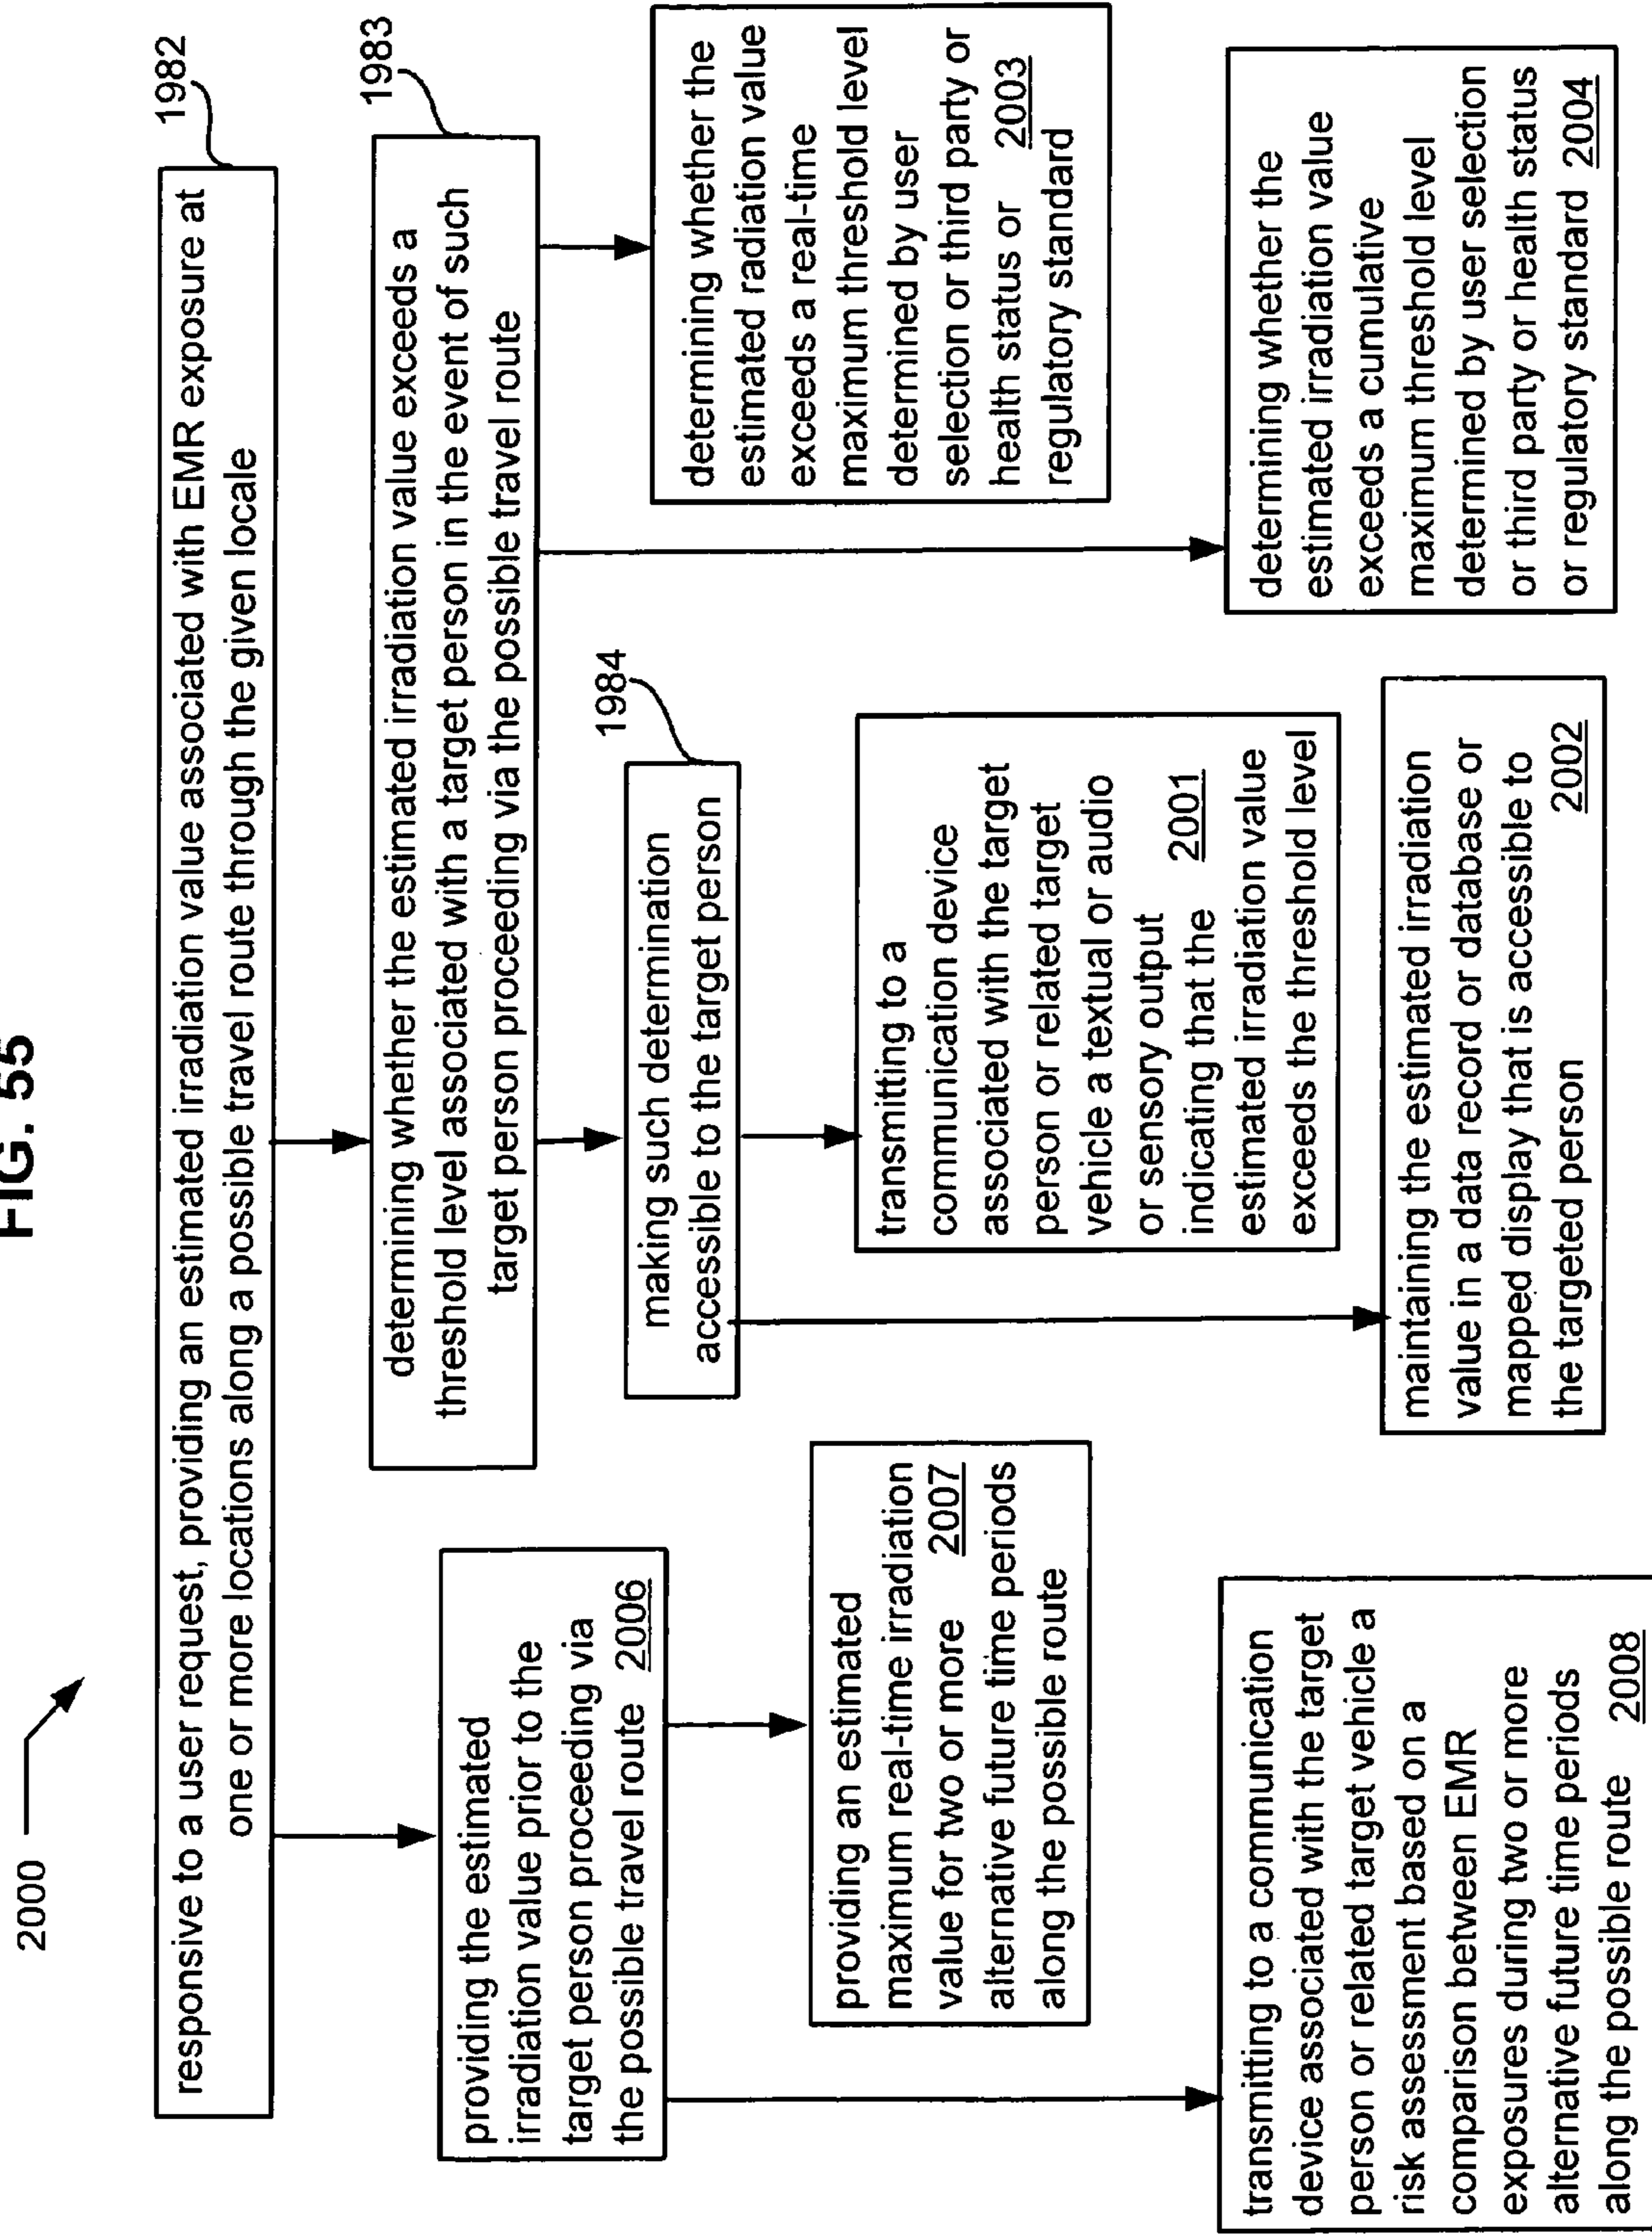 FIG. 55
2000
responsive to a user request, providing an estimated irradiation value associated with EMR exposure at
one or more locations along a possible travel route through the given locale
1982
determining whether the estimated irradiation value exceeds a
threshold level associated with a target person in the event of such
target person proceeding via the possible travel route
1983
providing the estimated
irradiation value prior to the
target person proceeding via
the possible travel route 2006
making such determination
accessible to the target person
1984
determining whether the
estimated radiation value
exceeds a real-time
maximum threshold level
determined by user
selection or third party or
health status or 2003
regulatory standard
providing an estimated
maximum real-time irradiation
value for two or more 2007
alternative future time periods
along the possible route
transmitting to a
communication device
associated with the target
person or related target
vehicle a textual or audio
or sensory output 2001
indicating that the
estimated irradiation value
exceeds the threshold level
transmitting to a communication
device associated with the target
person or related target vehicle a
risk assessment based on a
comparison between EMR
exposures during two or more
alternative future time periods
along the possible route 2008
maintaining the estimated irradiation
value in a data record or database or
mapped display that is accessible to
the targeted person 2002
determining whether the
estimated irradiation value
exceeds a cumulative
maximum threshold level
determined by user selection
or third party or health status
or regulatory standard 2004